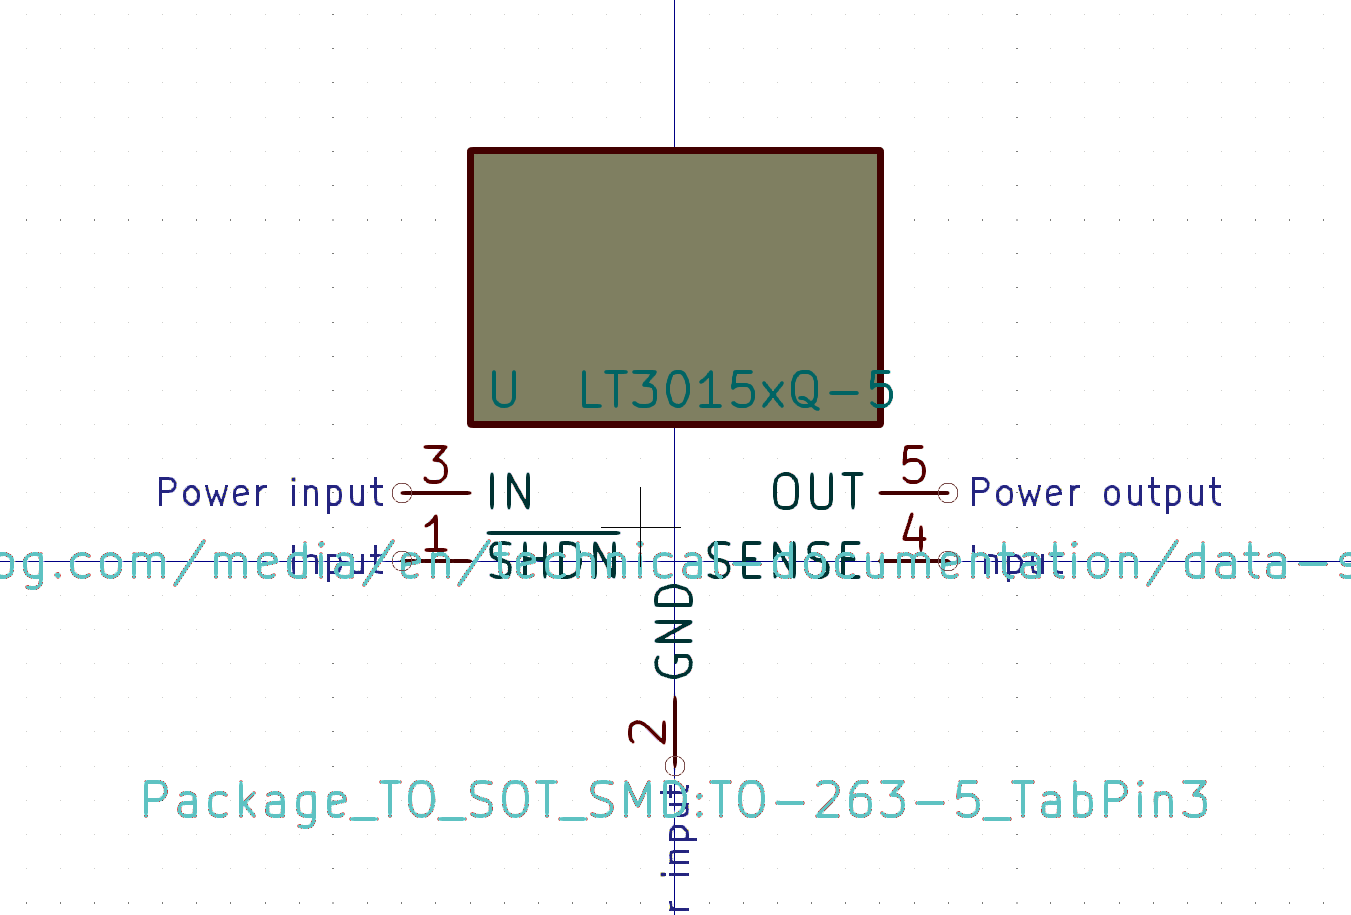 U LT3015xQ-5
3 5
Power input IN OUT Power output
1 4
Input SHDN SENSE Input
og.com/media/en/technical-documentation/data-s
GND
2
Package_TO_SOT_SMD:TO-263-5_TabPin3
r input